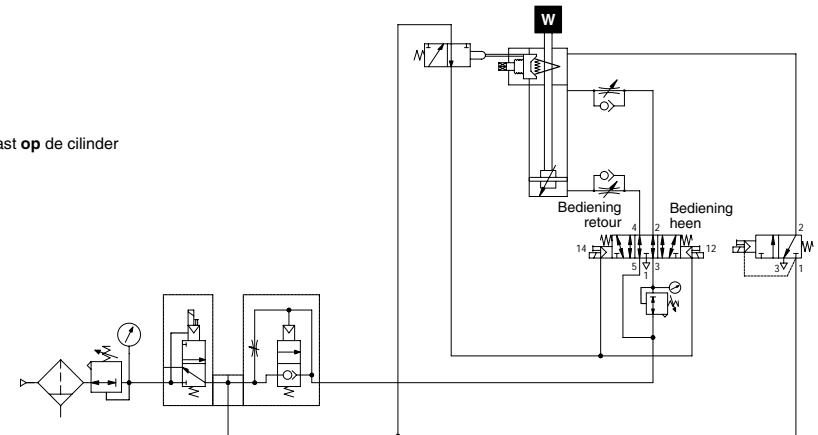 W
ast op de cilinder
Bediening
retour
Bediening
heen
4 2
14 12
5 3
1
2
3 1